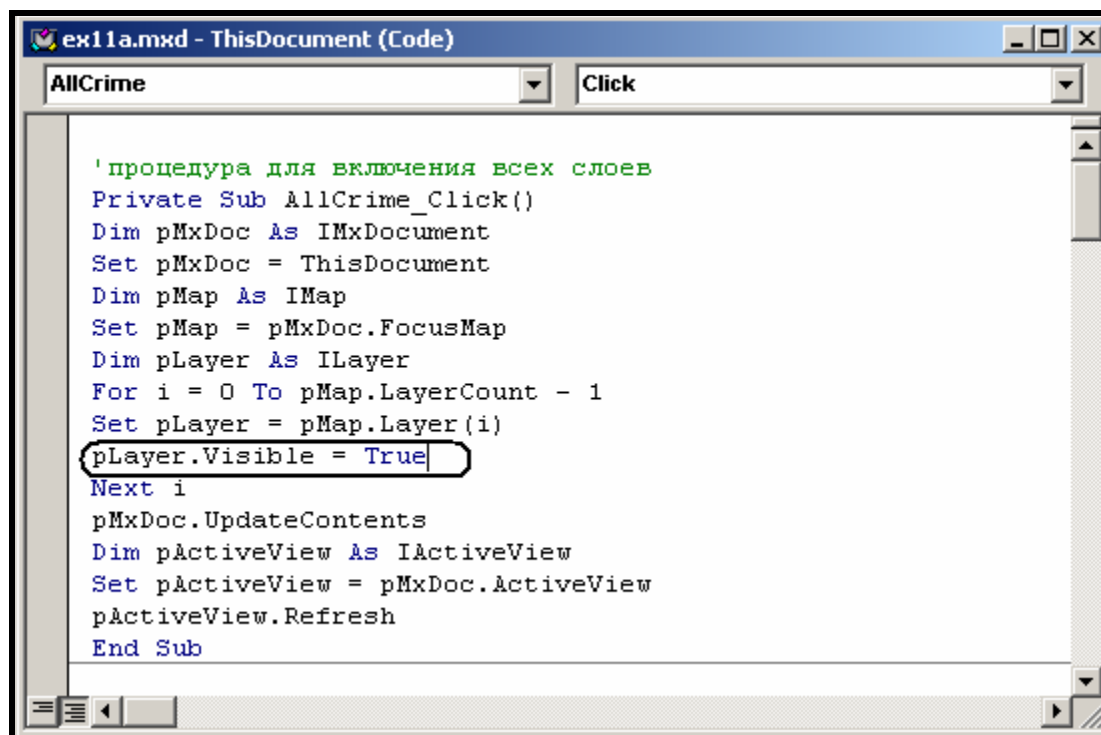 ex11a.mxd - ThisDocument (Code)
AllCrime Click
'процедура для включения всех слоев
Private Sub AllCrime_Click()
Dim pMxDoc As IMxDocument
Set pMxDoc = ThisDocument
Dim pMap As IMap
Set pMap = pMxDoc.FocusMap
Dim pLayer As ILayer
For i = 0 To pMap.LayerCount - 1
Set pLayer = pMap.Layer(i)
pLayer.Visible = True
Next i
pMxDoc.UpdateContents
Dim pActiveView As IActiveView
Set pActiveView = pMxDoc.ActiveView
pActiveView.Refresh
End Sub